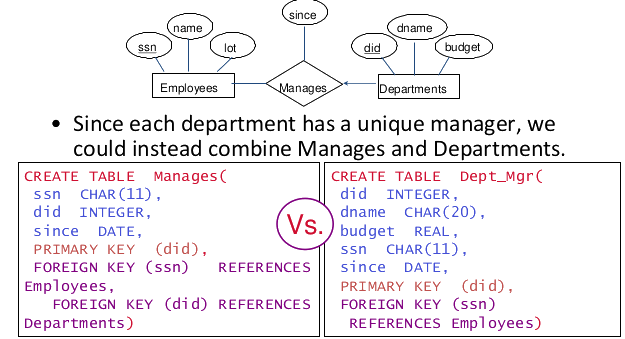 since
name
dname
ssn
lot
did
budget
Employees
Manages
Departments
• Since each department has a unique manager, we
could instead combine Manages and Departments.
CREATE TABLE Manages(
ssn CHAR(11),
did INTEGER,
since DATE,
PRIMARY KEY (did),
FOREIGN KEY (ssn) REFERENCES
Employees,
FOREIGN KEY (did) REFERENCES
Departments)
Vs.
CREATE TABLE Dept_Mgr(
did INTEGER,
dname CHAR(20),
budget REAL,
ssn CHAR(11),
since DATE,
PRIMARY KEY (did),
FOREIGN KEY (ssn)
REFERENCES Employees)